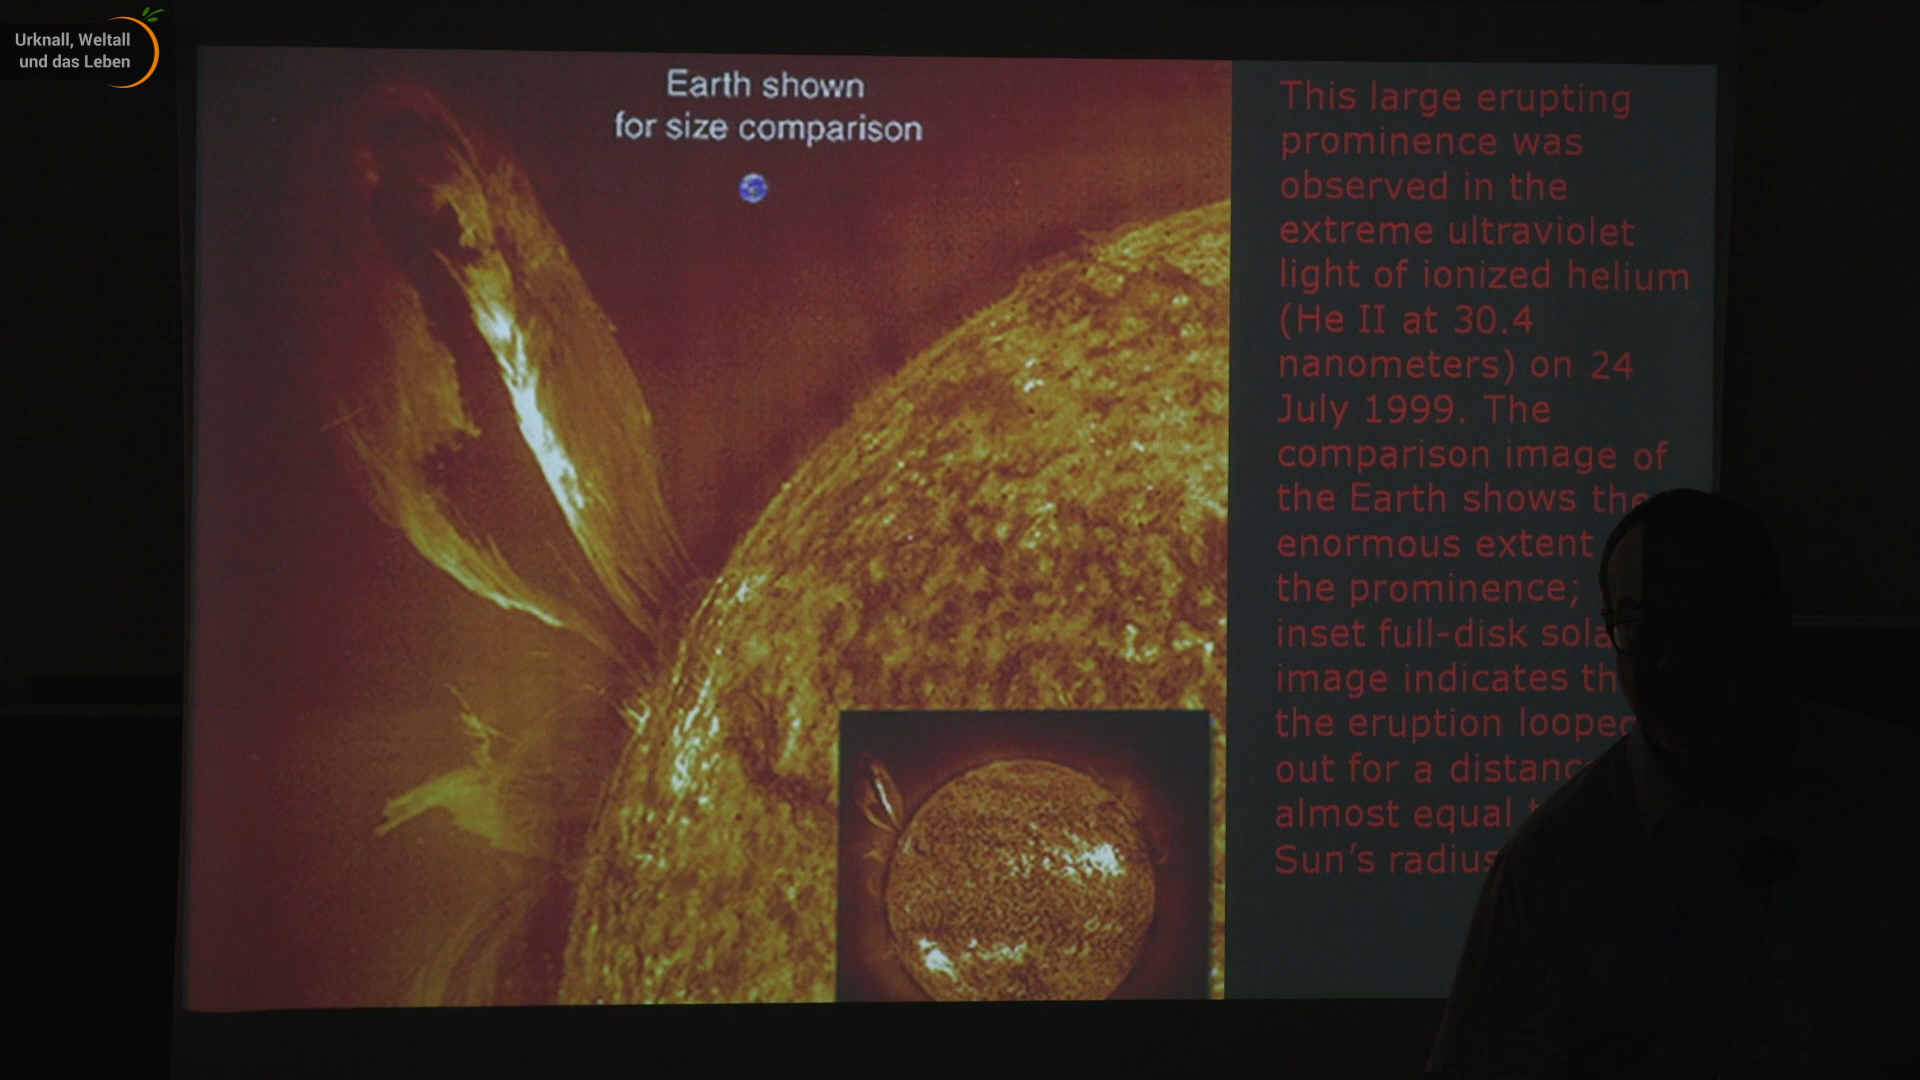 Urknall, Weltall
und das Leben
Earth shown
for size comparison
This large erupting
prominence was
observed in the
extreme ultraviolet
light of ionized helium
(He II at 30.4
nanometers) on 24
July 1999. The
comparison image of
the Earth shows the
enormous extent
the prominence;
inset full-disk
image indicates
the eruption looped
out for a distance
almost equal
Sun's radius